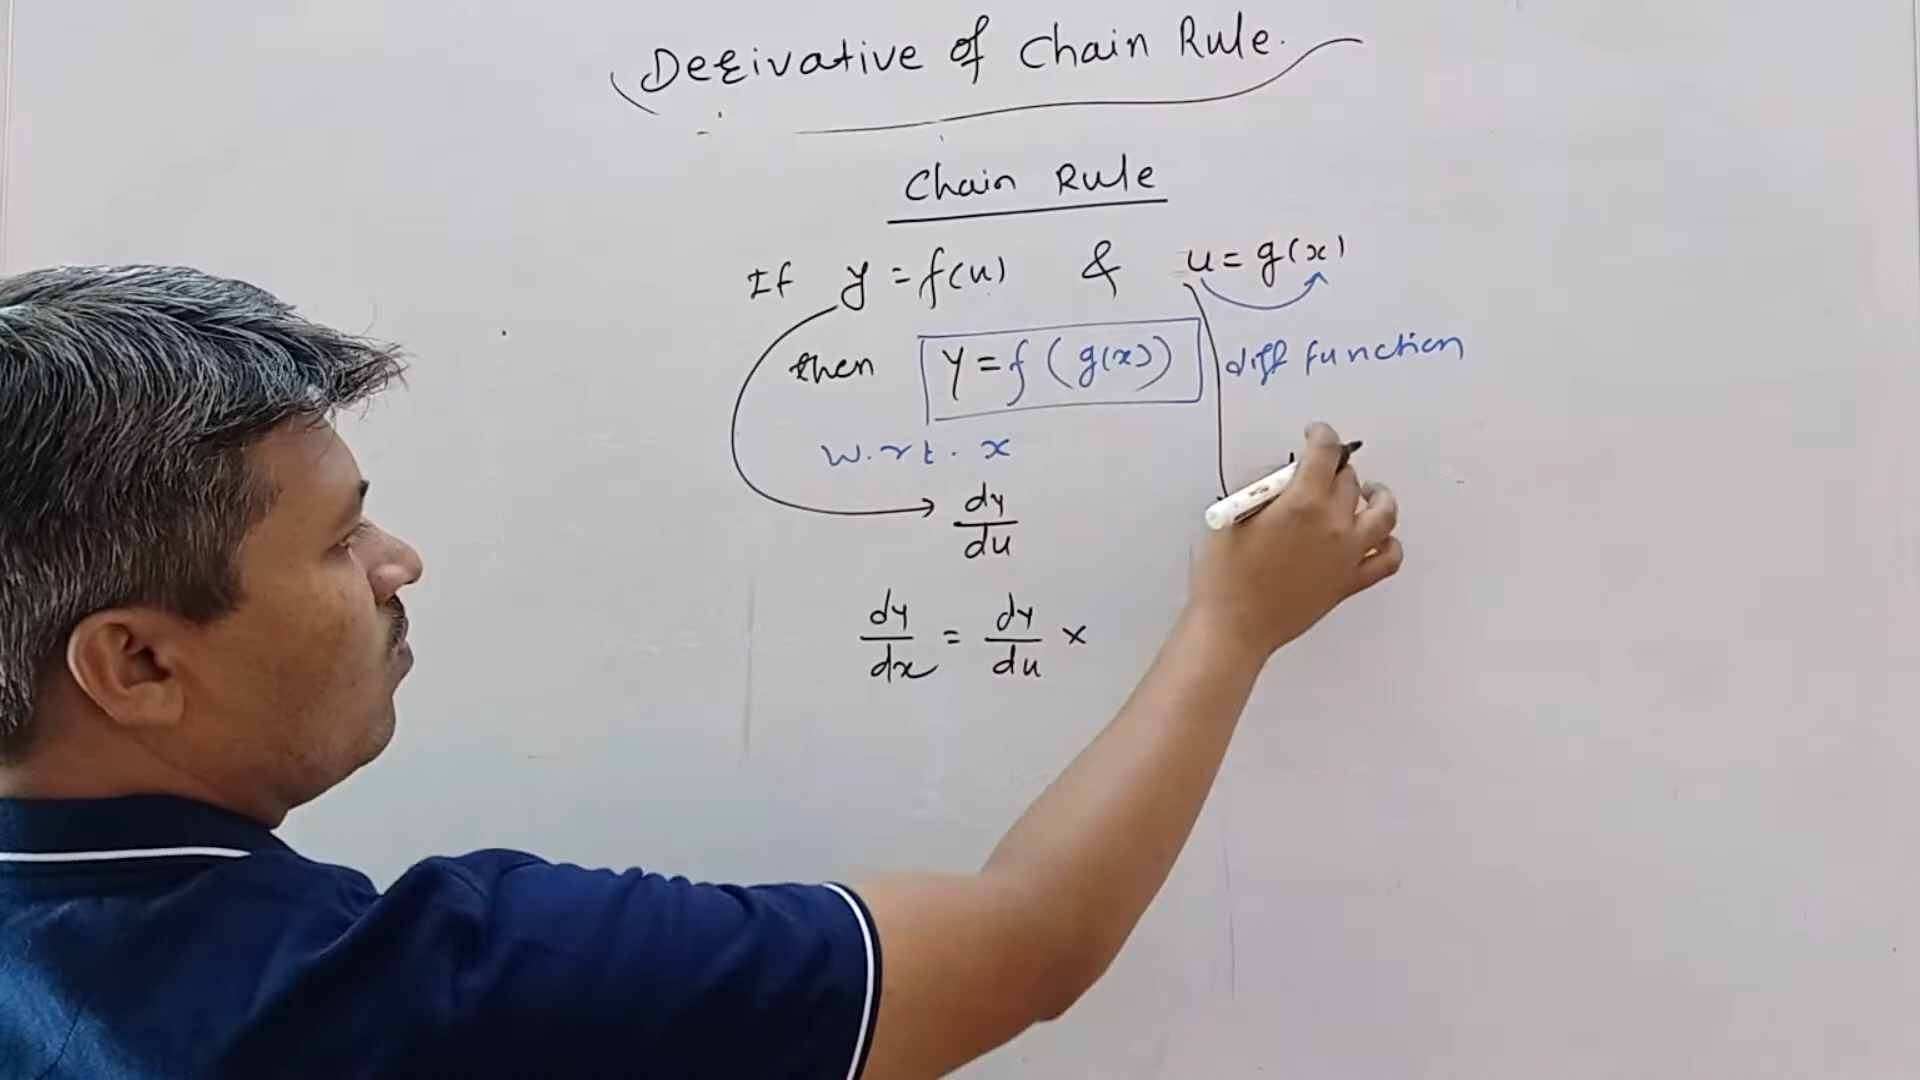 Derivative of Chain Rule.
Chain Rule
If y = f(u) & u = g(x)
then y = f(g(x)) diff function
w.r.t. x
dy/du
dy/dx = dy/du ×